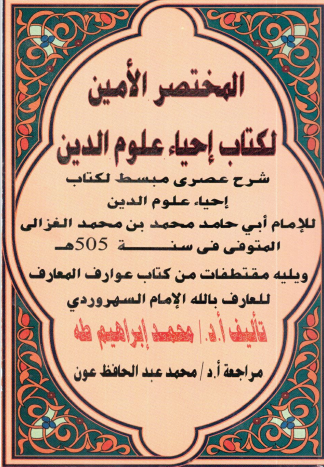 المختصر الأمين
لكتاب إحياء علوم الدين
شرح عصرى مبسط لكتاب
إحياء علوم الدين
للإمام أبي حامد محمد بن محمد الغزالى
المتوفى فى سنـــــــة 505هـ
ويليه مقتطفات من كتاب عوارف المعارف
للعارف بالله الإمام السهروردي
تأليف أ.د/ محمد إبراهيم طه
مراجعة أ.د/ محمد عبد الحافظ عون